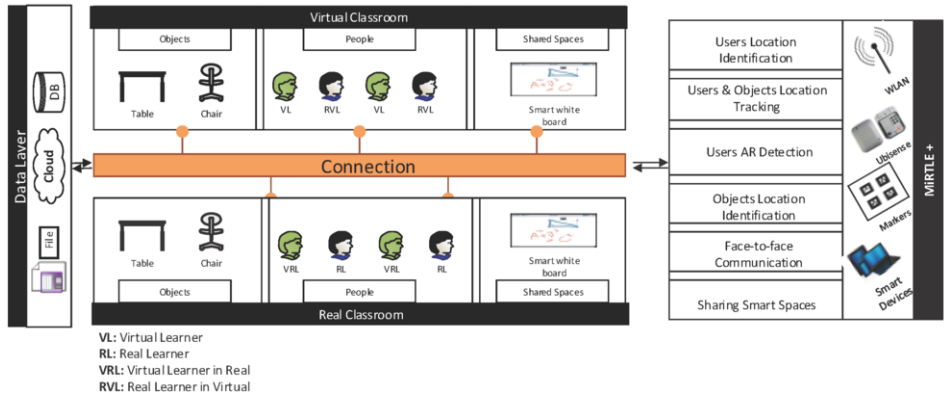 Data Layer
DB
Cloud
File
Virtual Classroom
Objects
People
Shared Spaces
Table
Chair
VL
RVL
VL
RVL
Smart white
board
Connection
Table
Chair
VRL
RL
VRL
RL
Smart white
board
Objects
People
Shared Spaces
Real Classroom
VL: Virtual Learner
RL: Real Learner
VRL: Virtual Learner in Real
RVL: Real Learner in Virtual
Users Location
Identification
Users & Objects Location
Tracking
Users AR Detection
Objects Location
Identification
Face-to-face
Communication
Sharing Smart Spaces
WLAN
Ubisense
Markers
Smart
Devices
MiRTLE +